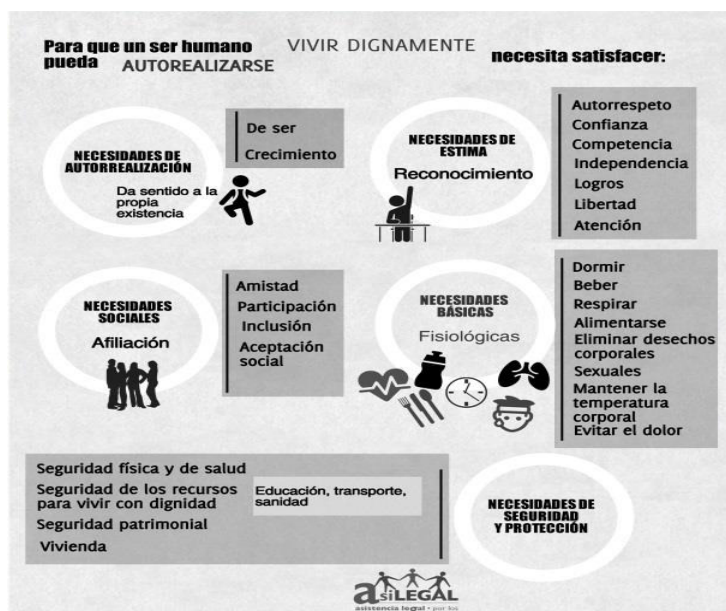 Para que un ser humano
pueda AUTOREALIZARSE
VIVIR DIGNAMENTE
necesita satisfacer:
NECESIDADES DE
AUTORREALIZACIÓN
Da sentido a la
propia
existencia
De ser
Crecimiento
NECESIDADES DE
ESTIMA
Reconocimiento
Autorrespeto
Confianza
Competencia
Independencia
Logros
Libertad
Atención
NECESIDADES
SOCIALES
Afiliación
Amistad
Participación
Inclusión
Aceptación
social
NECESIDADES
BÁSICAS
Fisiológicas
Dormir
Beber
Respirar
Alimentarse
Eliminar desechos
corporales
Sexuales
Mantener la
temperatura
corporal
Evitar el dolor
Seguridad física y de salud
Seguridad de los recursos
para vivir con dignidad
Educación, transporte,
sanidad
Seguridad patrimonial
Vivienda
NECESIDADES DE
SEGURIDAD
Y PROTECCIÓN
asiLEGAL
asistencia legal • por los